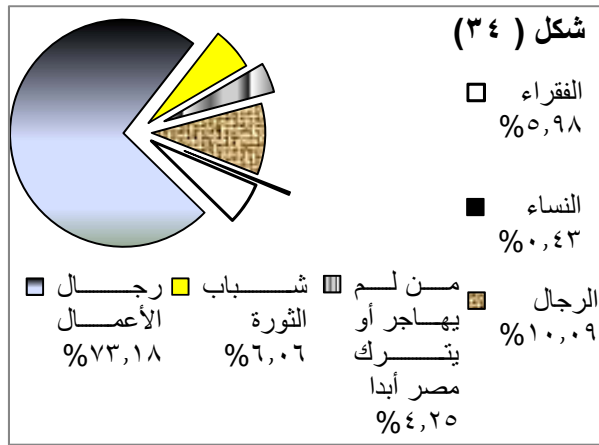 شكل ( ٣٤)
الفقراء
%٥,٩٨
النساء
%٠,٤٣
الرجال
%١٠,٠٩
من لم
يهاجر أو
يترك
مصر أبدا
%٤,٢٥
شباب
الثورة
%٦,٠٦
رجال
الأعمال
%٧٣,١٨